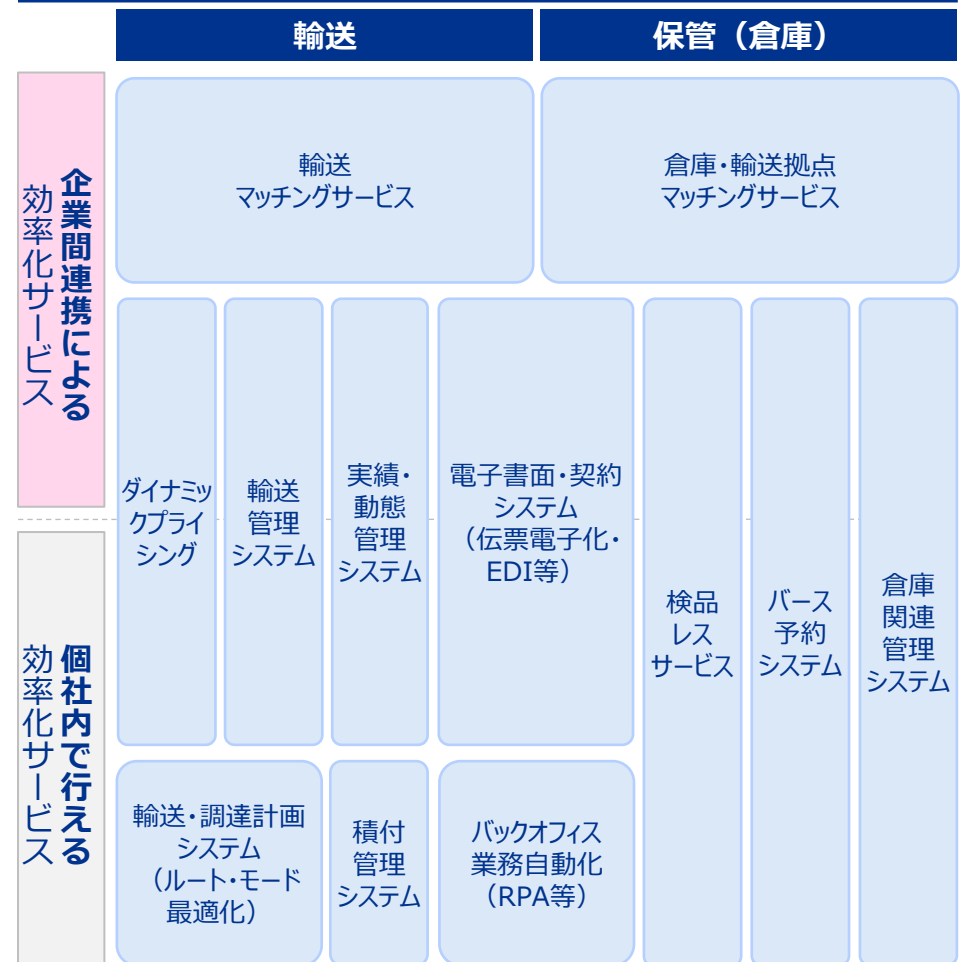 輸送
保管（倉庫）
企業間連携による
効率化サービス
輸送
マッチングサービス
倉庫・輸送拠点
マッチングサービス
ダイナミッ
クプライ
シング
輸送
管理
システム
実績・
動態
管理
システム
電子書面・契約
システム
（伝票電子化・
EDI等）
検品
レス
サービス
バース
予約
システム
倉庫
関連
管理
システム
個社内で行える
効率化サービス
輸送・調達計画
システム
（ルート・モード
最適化）
積付
管理
システム
バックオフィス
業務自動化
（RPA等）